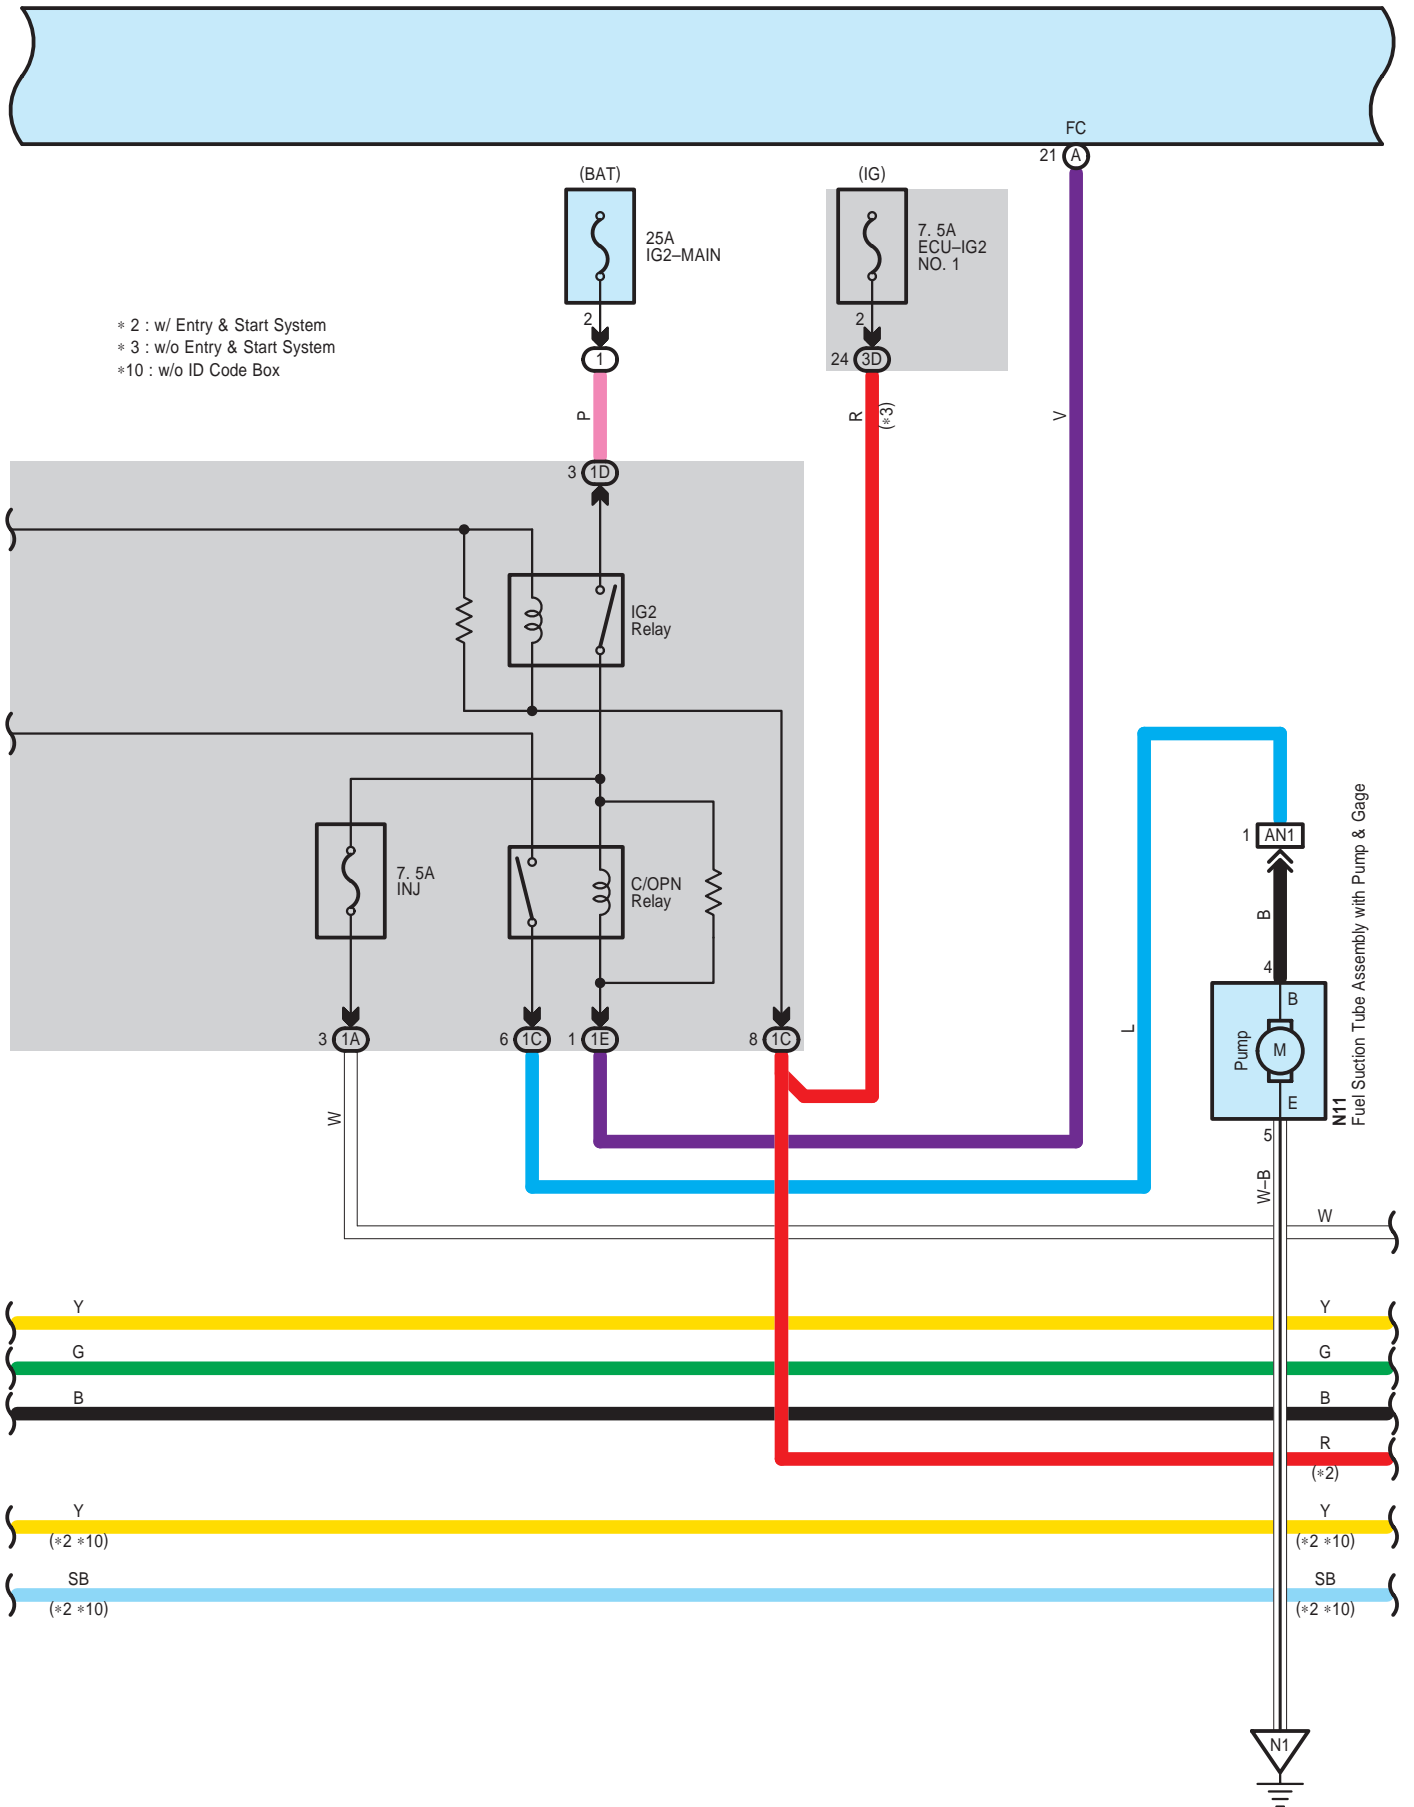 FC
21 A
(BAT)
(IG)
25A
IG2–MAIN
7. 5A
ECU–IG2
NO. 1
∗ 2 : w/ Entry & Start System
∗ 3 : w/o Entry & Start System
∗10 : w/o ID Code Box
2
1
2
24 3D
P
R
(∗3)
V
3 1D
IG2
Relay
7. 5A
INJ
C/OPN
Relay
1 AN1
B
4
B
Pump
M
E
N11
Fuel Suction Tube Assembly with Pump & Gage
5
W–B
L
3 1A
6 1C
1 1E
8 1C
W
W
Y
Y
G
G
B
B
R
(∗2)
Y
(∗2 ∗10)
Y
(∗2 ∗10)
SB
(∗2 ∗10)
SB
(∗2 ∗10)
N1